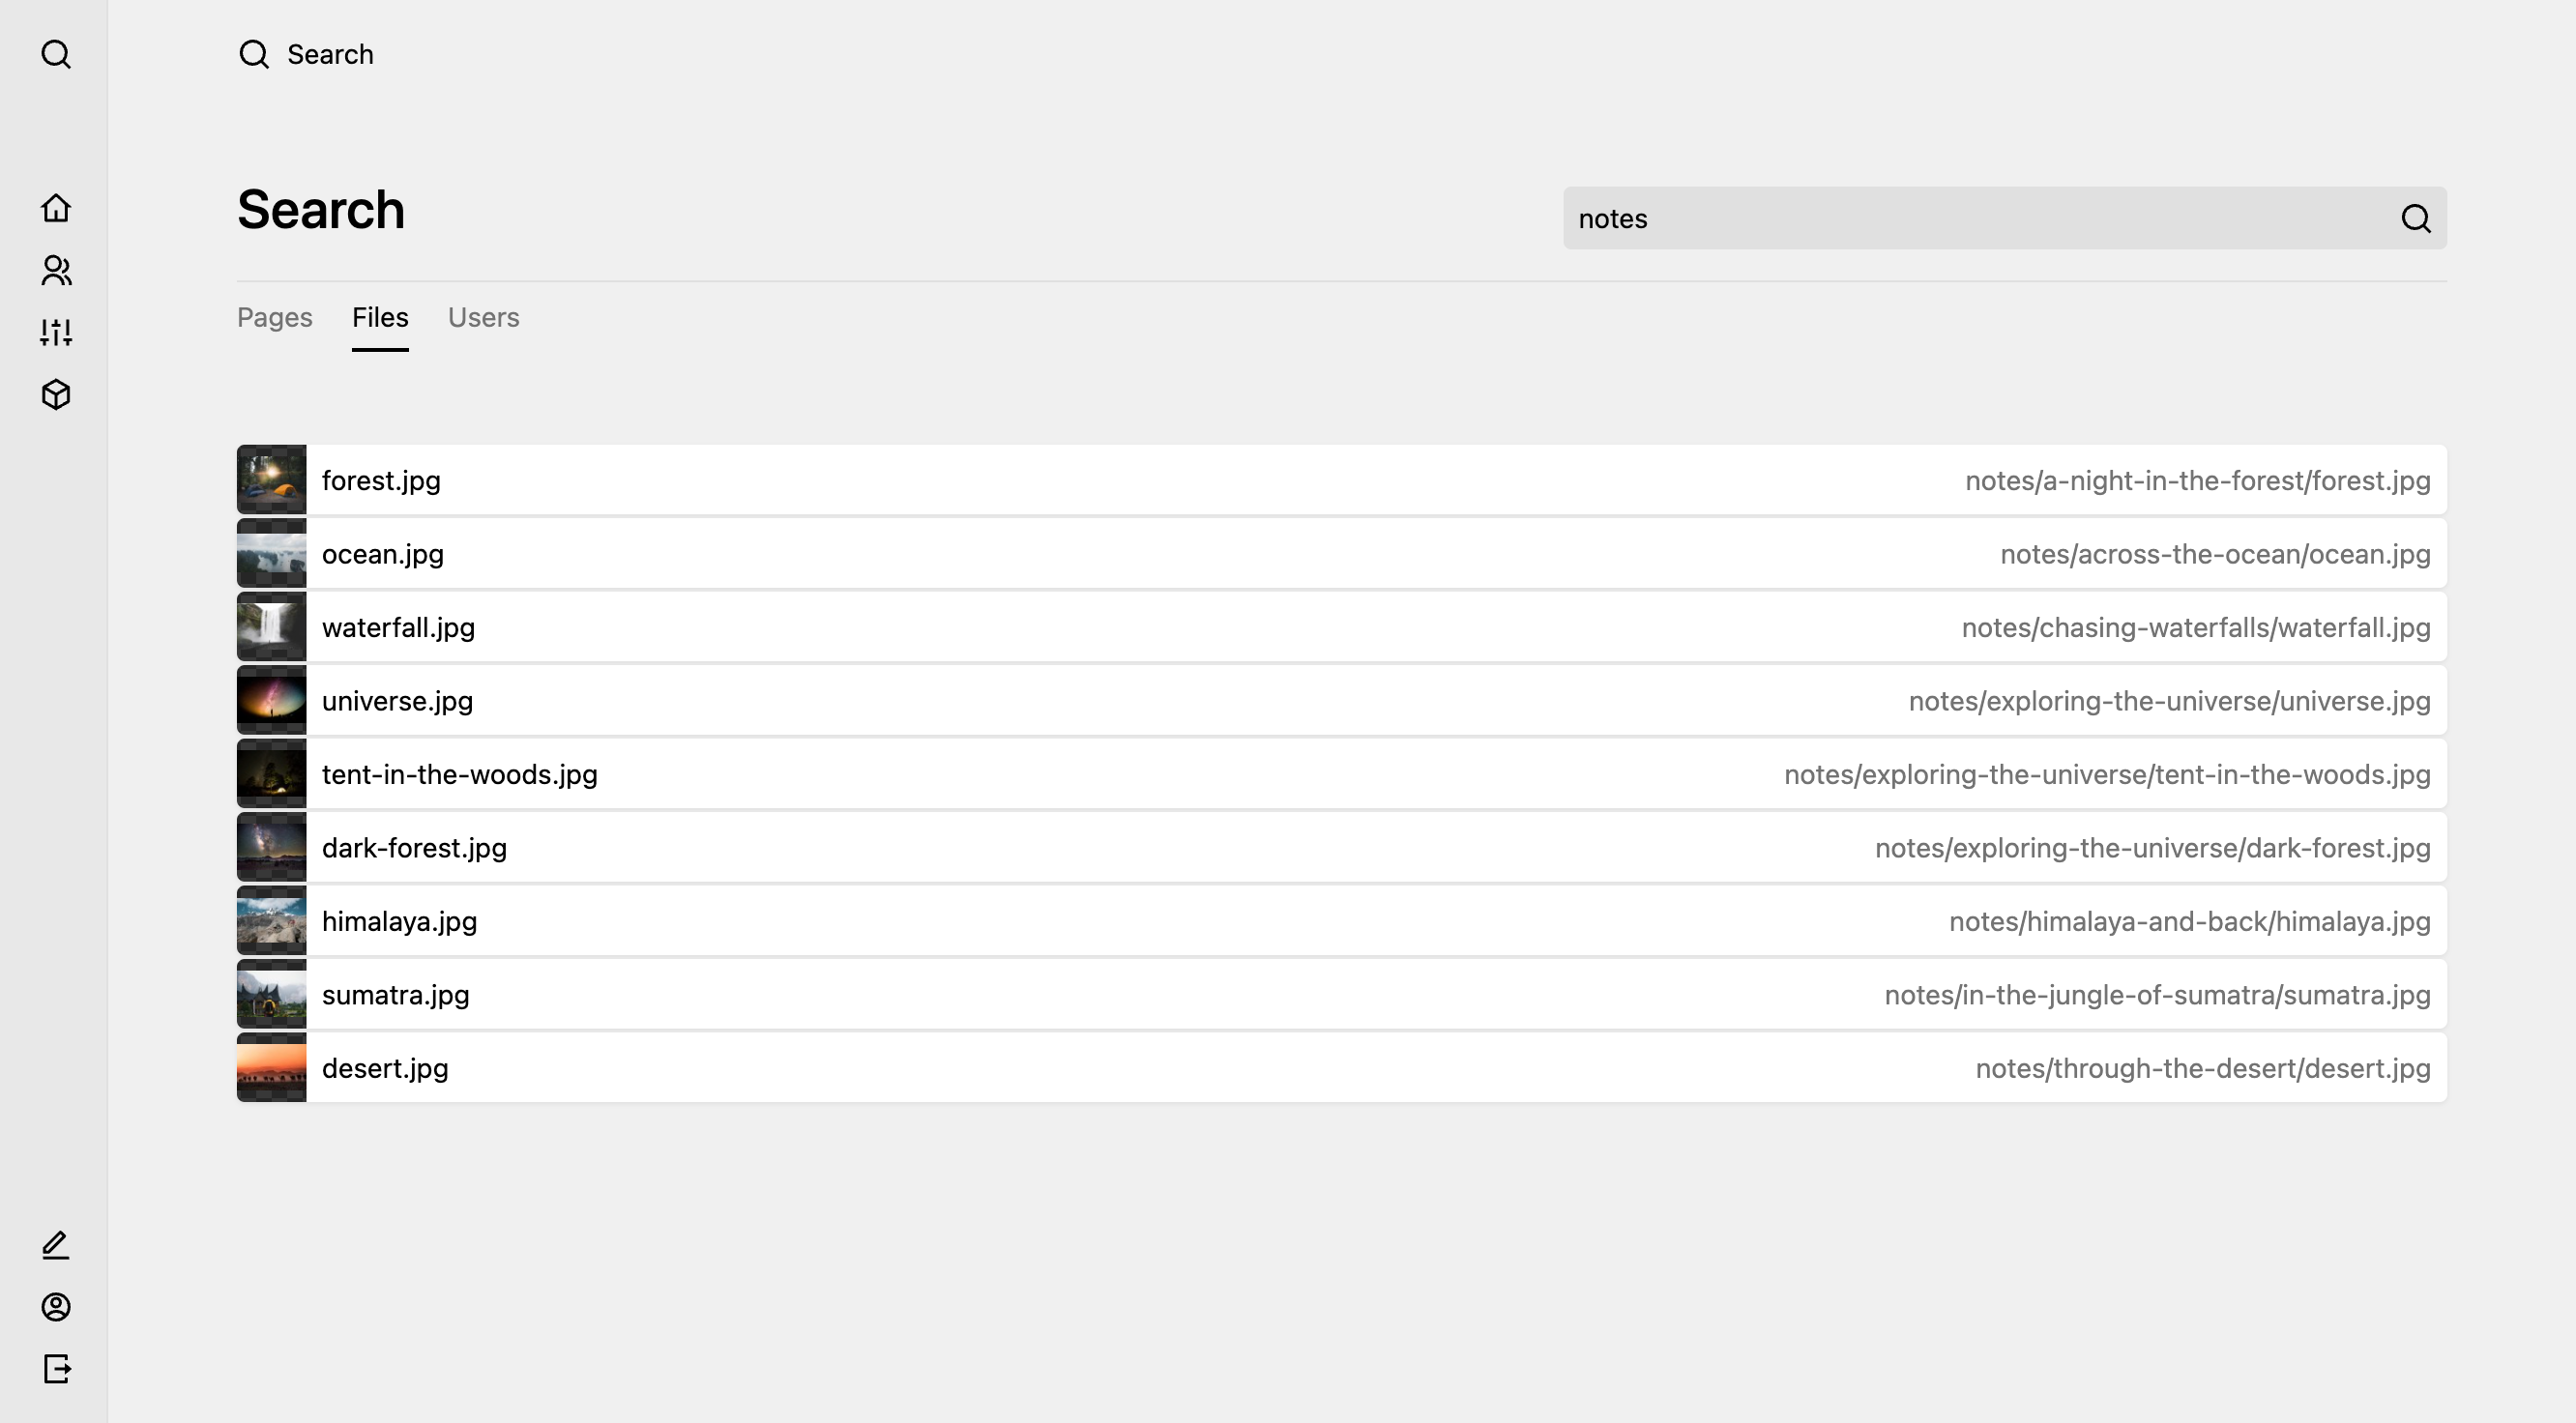 Search
Search
notes
Pages Files Users
forest.jpg notes/a-night-in-the-forest/forest.jpg
ocean.jpg notes/across-the-ocean/ocean.jpg
waterfall.jpg notes/chasing-waterfalls/waterfall.jpg
universe.jpg notes/exploring-the-universe/universe.jpg
tent-in-the-woods.jpg notes/exploring-the-universe/tent-in-the-woods.jpg
dark-forest.jpg notes/exploring-the-universe/dark-forest.jpg
himalaya.jpg notes/himalaya-and-back/himalaya.jpg
sumatra.jpg notes/in-the-jungle-of-sumatra/sumatra.jpg
desert.jpg notes/through-the-desert/desert.jpg